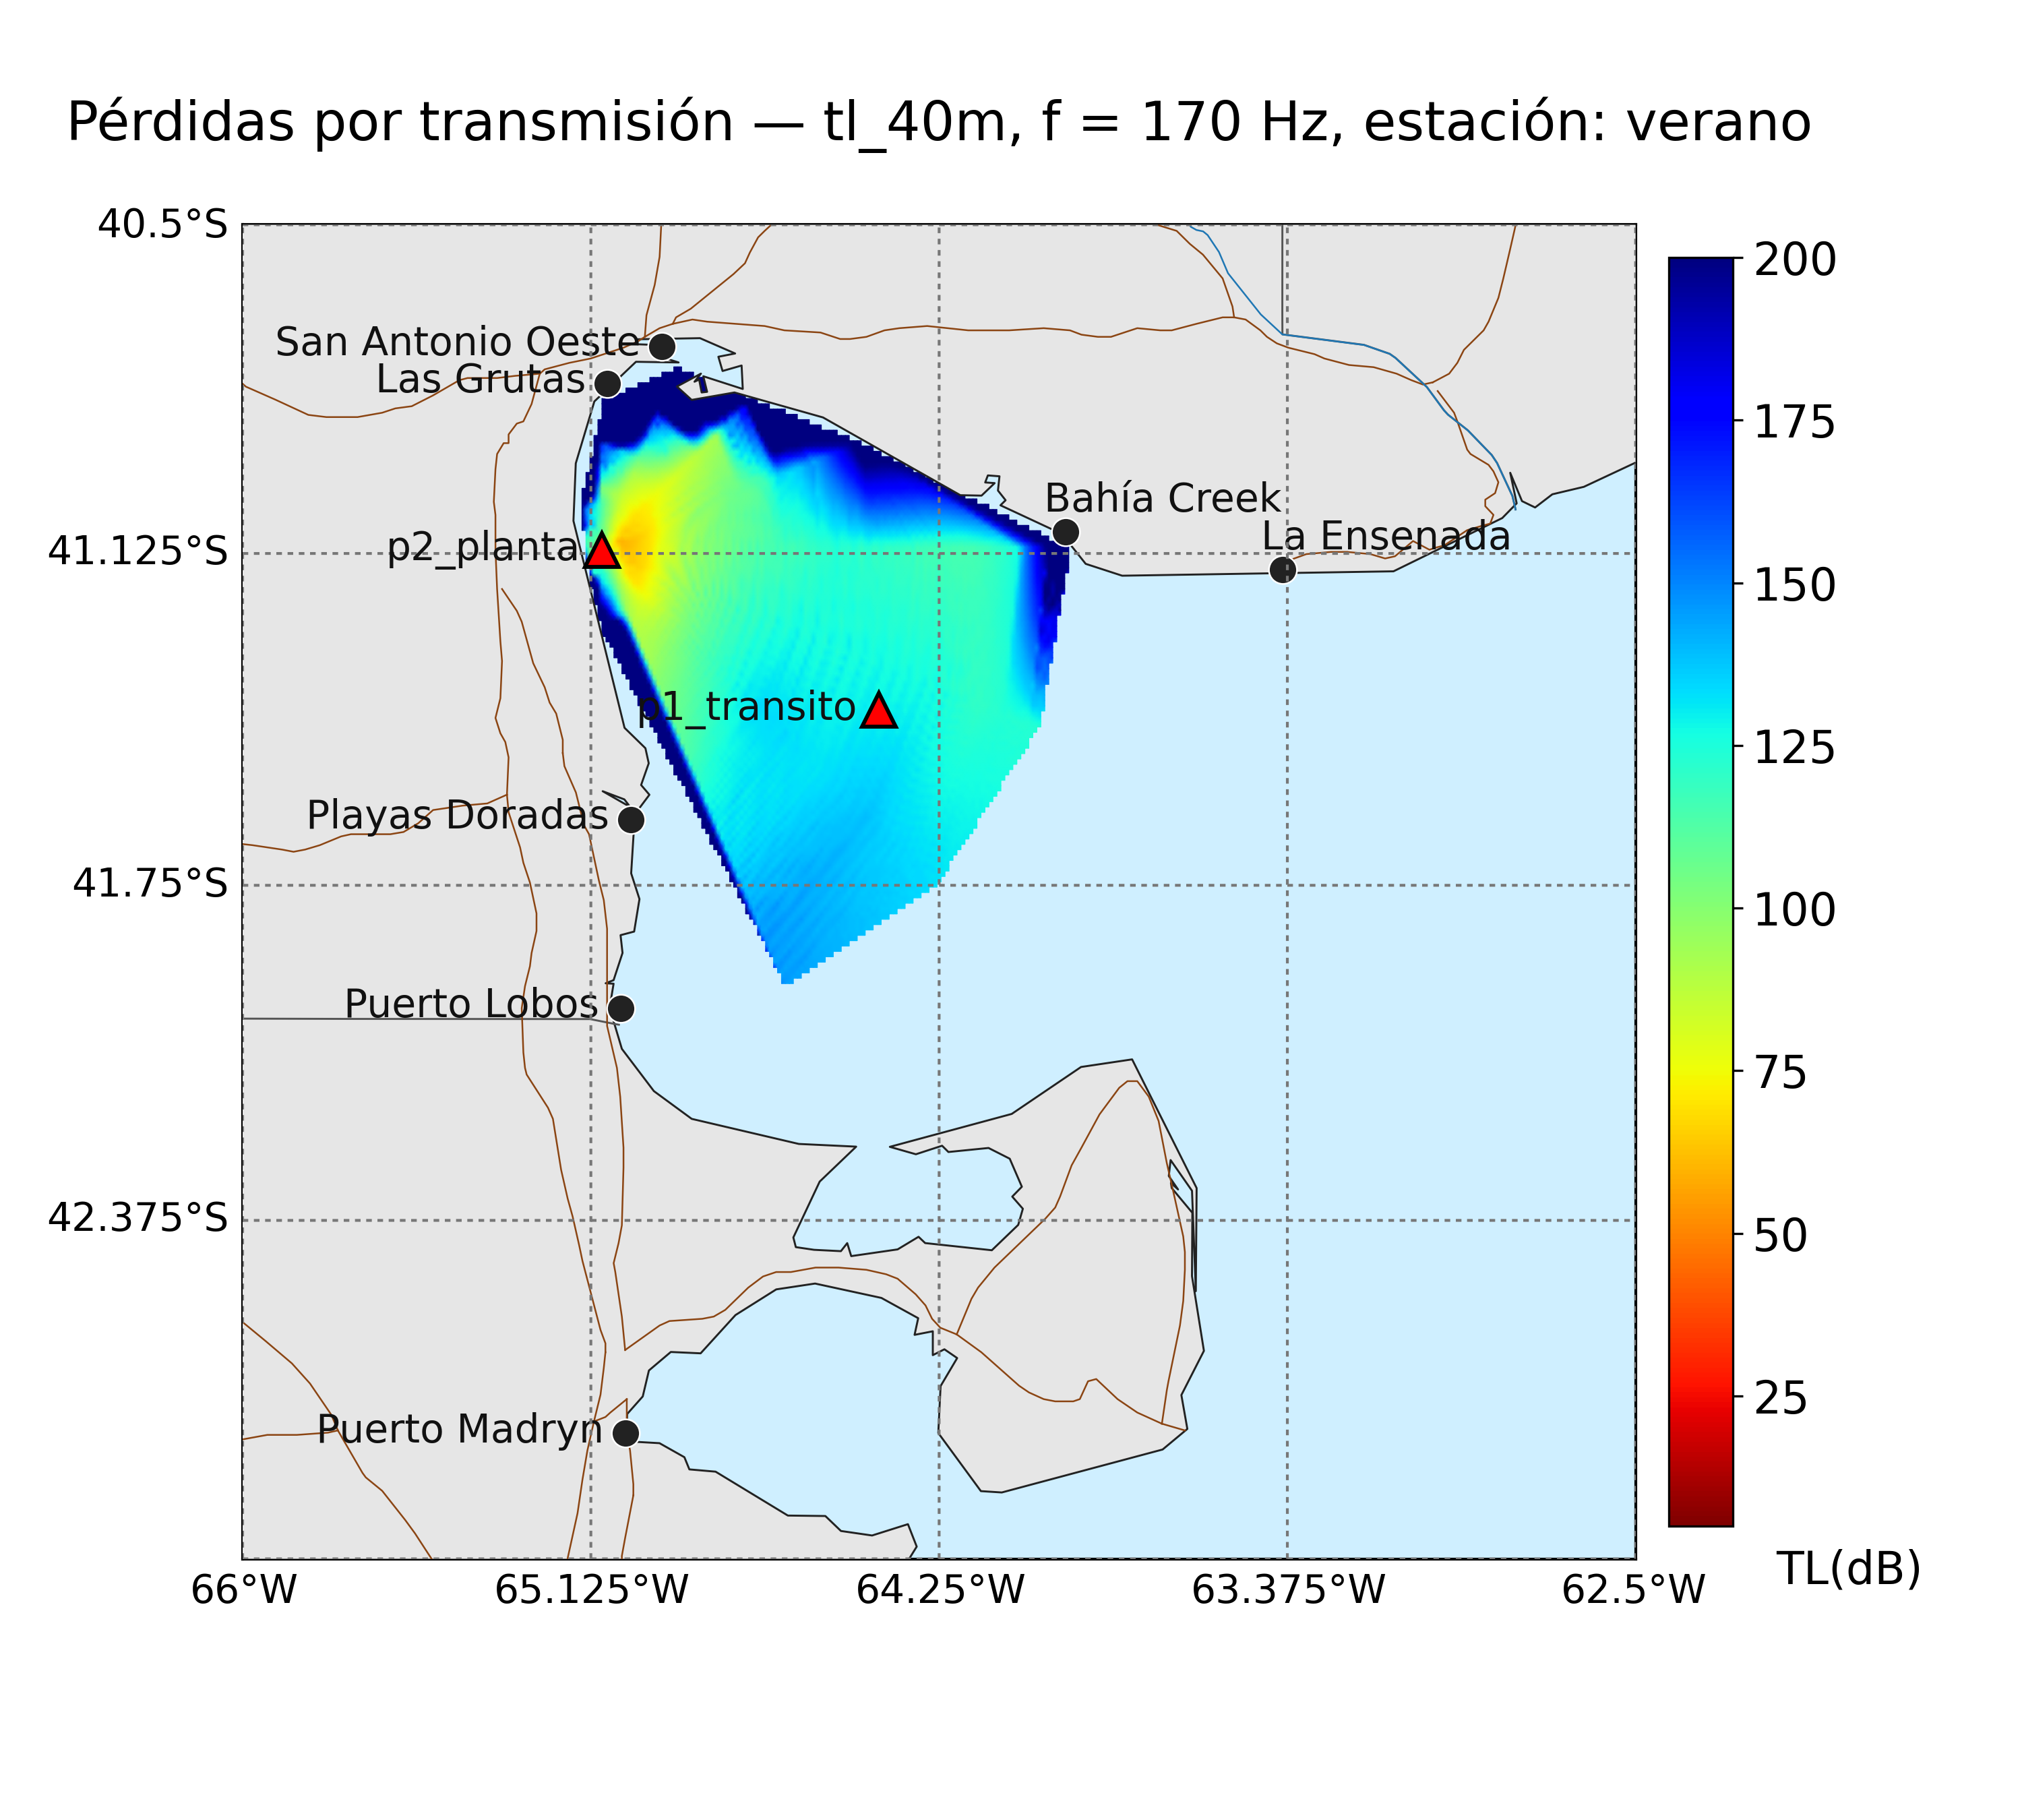 Pérdidas por transmisión — tl_40m, f = 170 Hz, estación: verano
40.5°S
200
San Antonio Oeste
Las Grutas
175
Bahía Creek
La Ensenada
p2_planta
41.125°S
150
p1_transito
125
Playas Doradas
41.75°S
100
Puerto Lobos
75
42.375°S
50
25
Puerto Madryn
TL(dB)
66°W
65.125°W
64.25°W
63.375°W
62.5°W